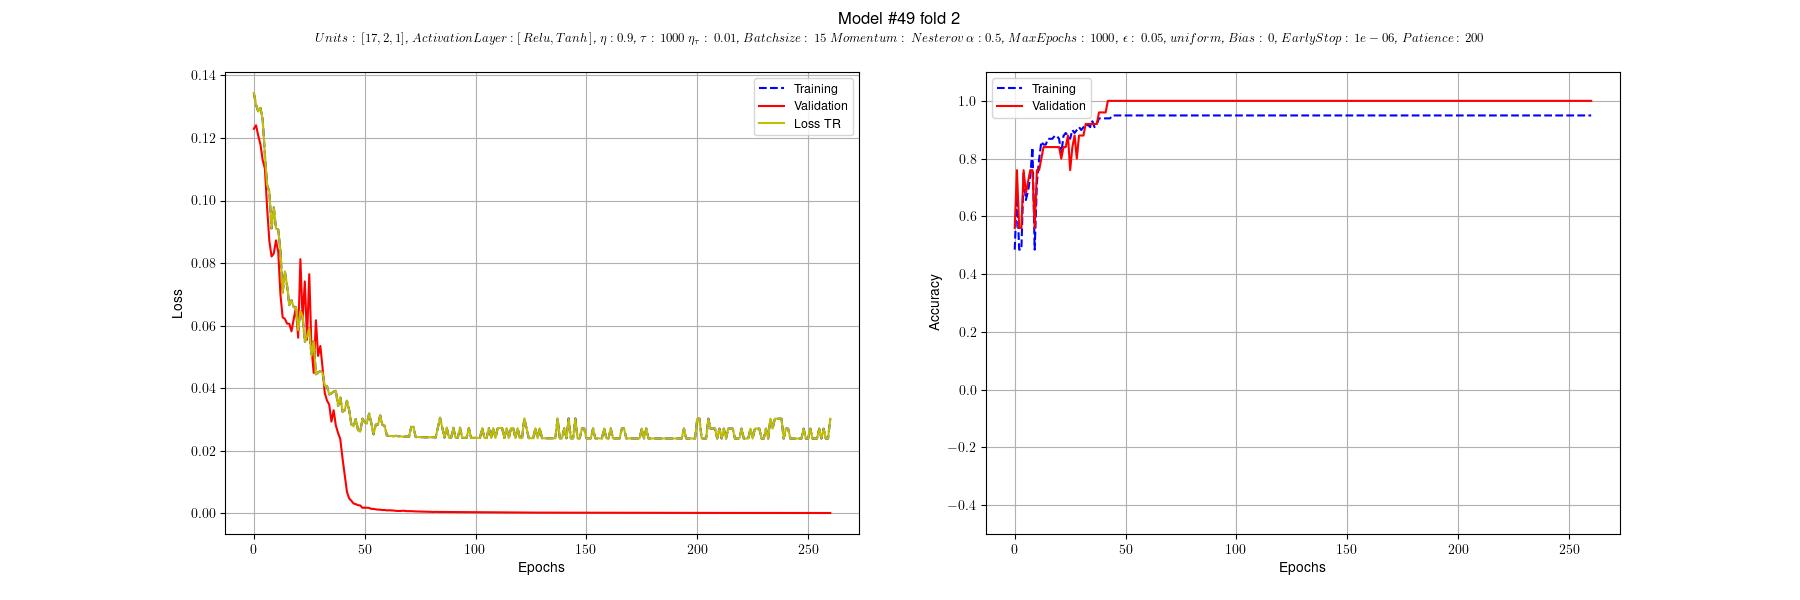 Model #49 fold 2
Units : [17, 2, 1], ActivationLayer : [ Relu, Tanh ], η : 0.9, τ : 1000 ητ : 0.01, Batchsize : 15 Momentum : Nesterov α : 0.5, MaxEpochs : 1000, ϵ : 0.05, uniform, Bias : 0, EarlyStop : 1e − 06, Patience : 200
0.14
0.12
0.10
0.08
0.06
0.04
0.02
0.00
Loss
0 50 100 150 200 250
Epochs
Training
Validation
Loss TR
1.0
0.8
0.6
0.4
0.2
0.0
−0.2
−0.4
Accuracy
0 50 100 150 200 250
Epochs
Training
Validation